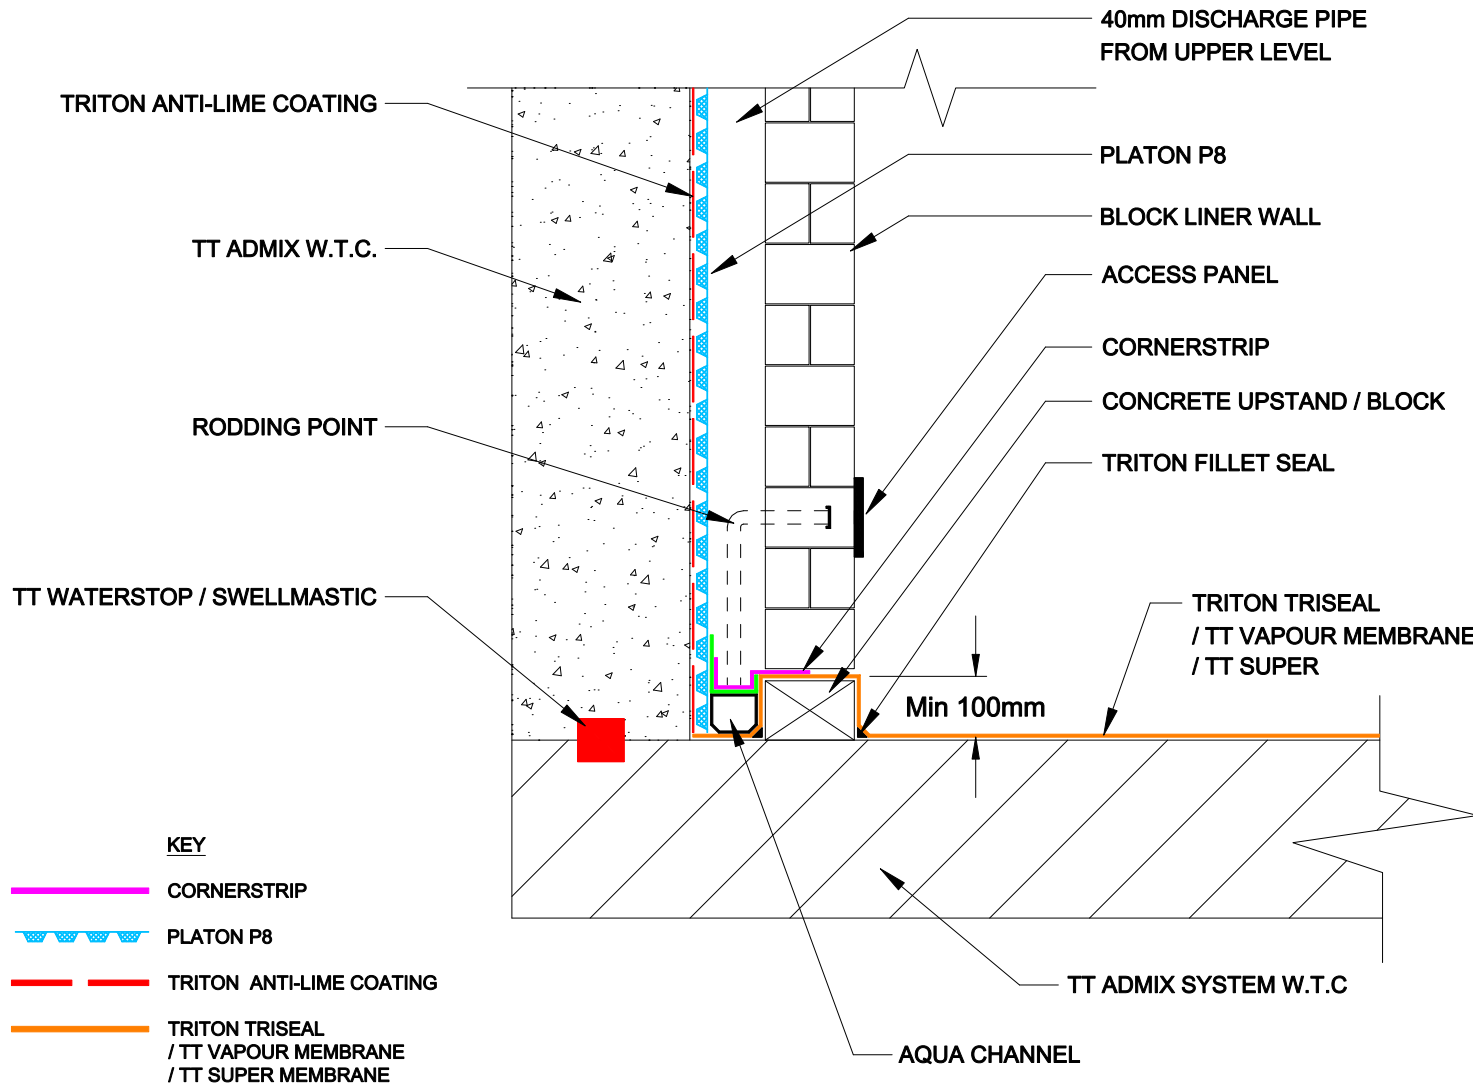 40mm DISCHARGE PIPE
FROM UPPER LEVEL
TRITON ANTI-LIME COATING
PLATON P8
BLOCK LINER WALL
TT ADMIX W.T.C.
ACCESS PANEL
CORNERSTRIP
CONCRETE UPSTAND / BLOCK
RODDING POINT
TRITON FILLET SEAL
TT WATERSTOP / SWELLMASTIC
TRITON TRISEAL
/ TT VAPOUR MEMBRANE
/ TT SUPER
Min 100mm
KEY
CORNERSTRIP
PLATON P8
TRITON ANTI-LIME COATING
TRITON TRISEAL
/ TT VAPOUR MEMBRANE
/ TT SUPER MEMBRANE
TT ADMIX SYSTEM W.T.C
AQUA CHANNEL